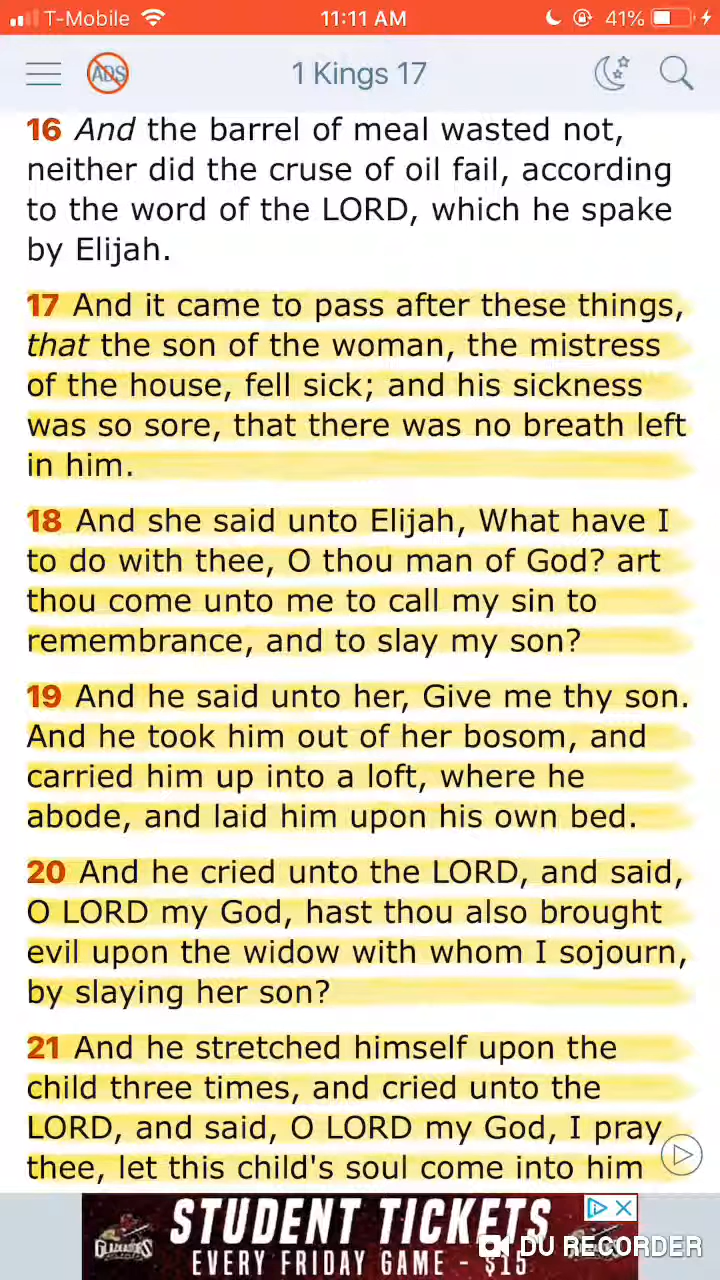 T-Mobile 11:11 AM 41%
ADS 1 Kings 17
16 And the barrel of meal wasted not,
neither did the cruse of oil fail, according
to the word of the LORD, which he spake
by Elijah.
17 And it came to pass after these things,
that the son of the woman, the mistress
of the house, fell sick; and his sickness
was so sore, that there was no breath left
in him.
18 And she said unto Elijah, What have I
to do with thee, O thou man of God? art
thou come unto me to call my sin to
remembrance, and to slay my son?
19 And he said unto her, Give me thy son.
And he took him out of her bosom, and
carried him up into a loft, where he
abode, and laid him upon his own bed.
20 And he cried unto the LORD, and said,
O LORD my God, hast thou also brought
evil upon the widow with whom I sojourn,
by slaying her son?
21 And he stretched himself upon the
child three times, and cried unto the
LORD, and said, O LORD my God, I pray
thee, let this child's soul come into him
STUDENT TICKETS
GLADIATORS
EVERY FRIDAY GAME - $15
DU RECORDER